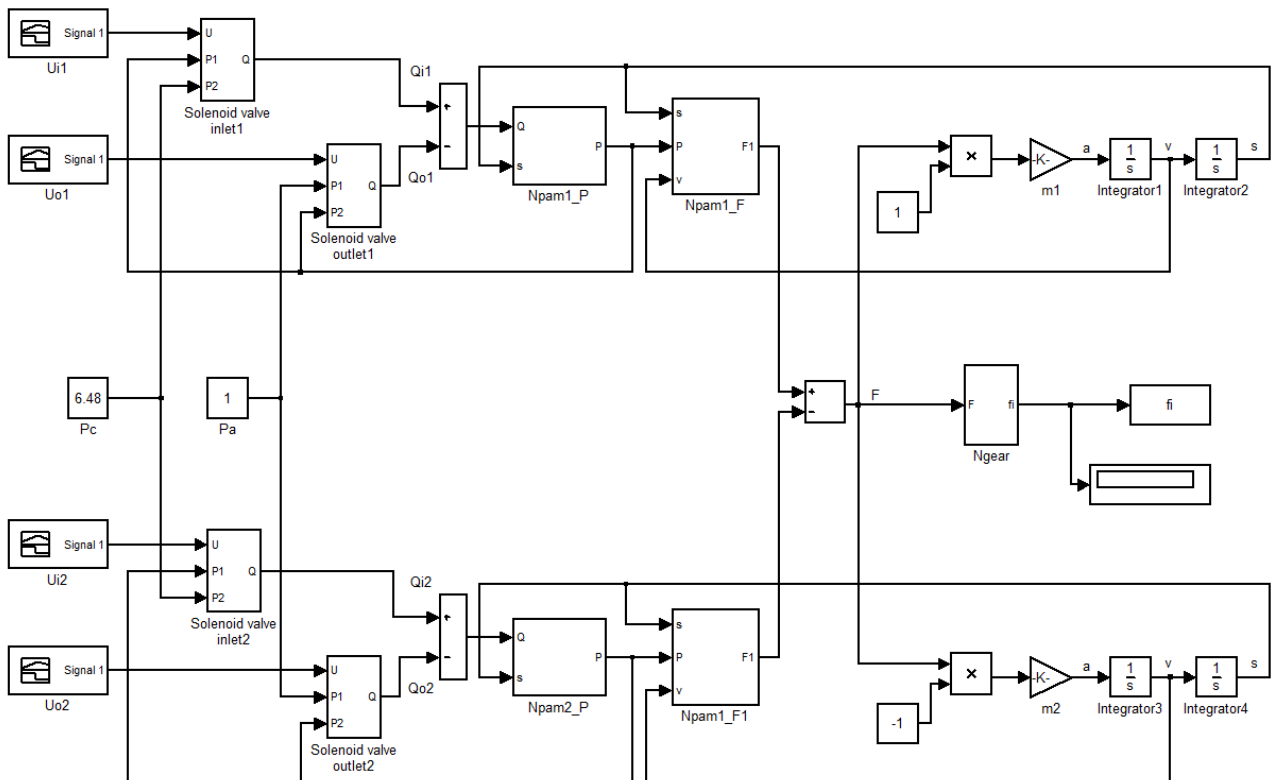 Signal 1
Ui1
U
P1
P2
Q
Solenoid valve
inlet1
Qi1
+
−
Signal 1
Uo1
U
P1
P2
Q
Solenoid valve
outlet1
Qo1
Q
s
P
Npam1_P
s
P
v
F1
Npam1_F
×
1
-K-
m1
a
1
s
Integrator1
v
1
s
Integrator2
s
6.48
Pc
1
Pa
+
−
F
F
fi
Ngear
fi
Signal 1
Ui2
U
P1
P2
Q
Solenoid valve
inlet2
Qi2
+
−
Signal 1
Uo2
U
P1
P2
Q
Solenoid valve
outlet2
Qo2
Q
s
P
Npam2_P
s
P
v
F1
Npam1_F1
×
-1
-K-
m2
a
1
s
Integrator3
v
1
s
Integrator4
s